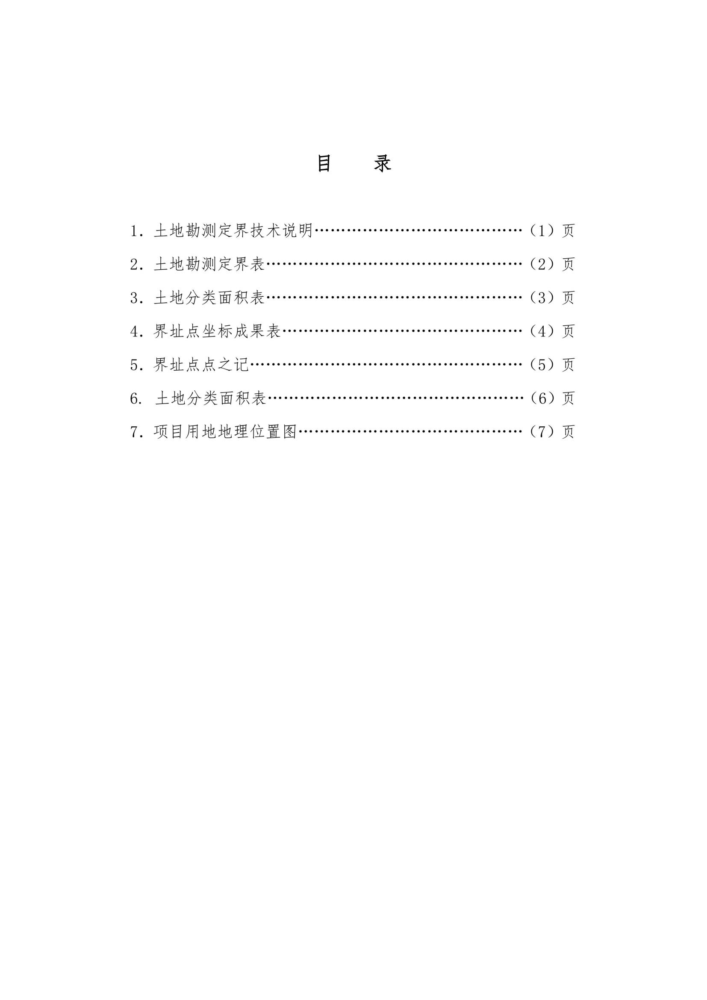 目　　录
1. 土地勘测定界技术说明……………………………………（1）页
2. 土地勘测定界表……………………………………………（2）页
3. 土地分类面积表……………………………………………（3）页
4. 界址点坐标成果表…………………………………………（4）页
5. 界址点点之记………………………………………………（5）页
6. 土地分类面积表……………………………………………（6）页
7. 项目用地地理位置图………………………………………（7）页